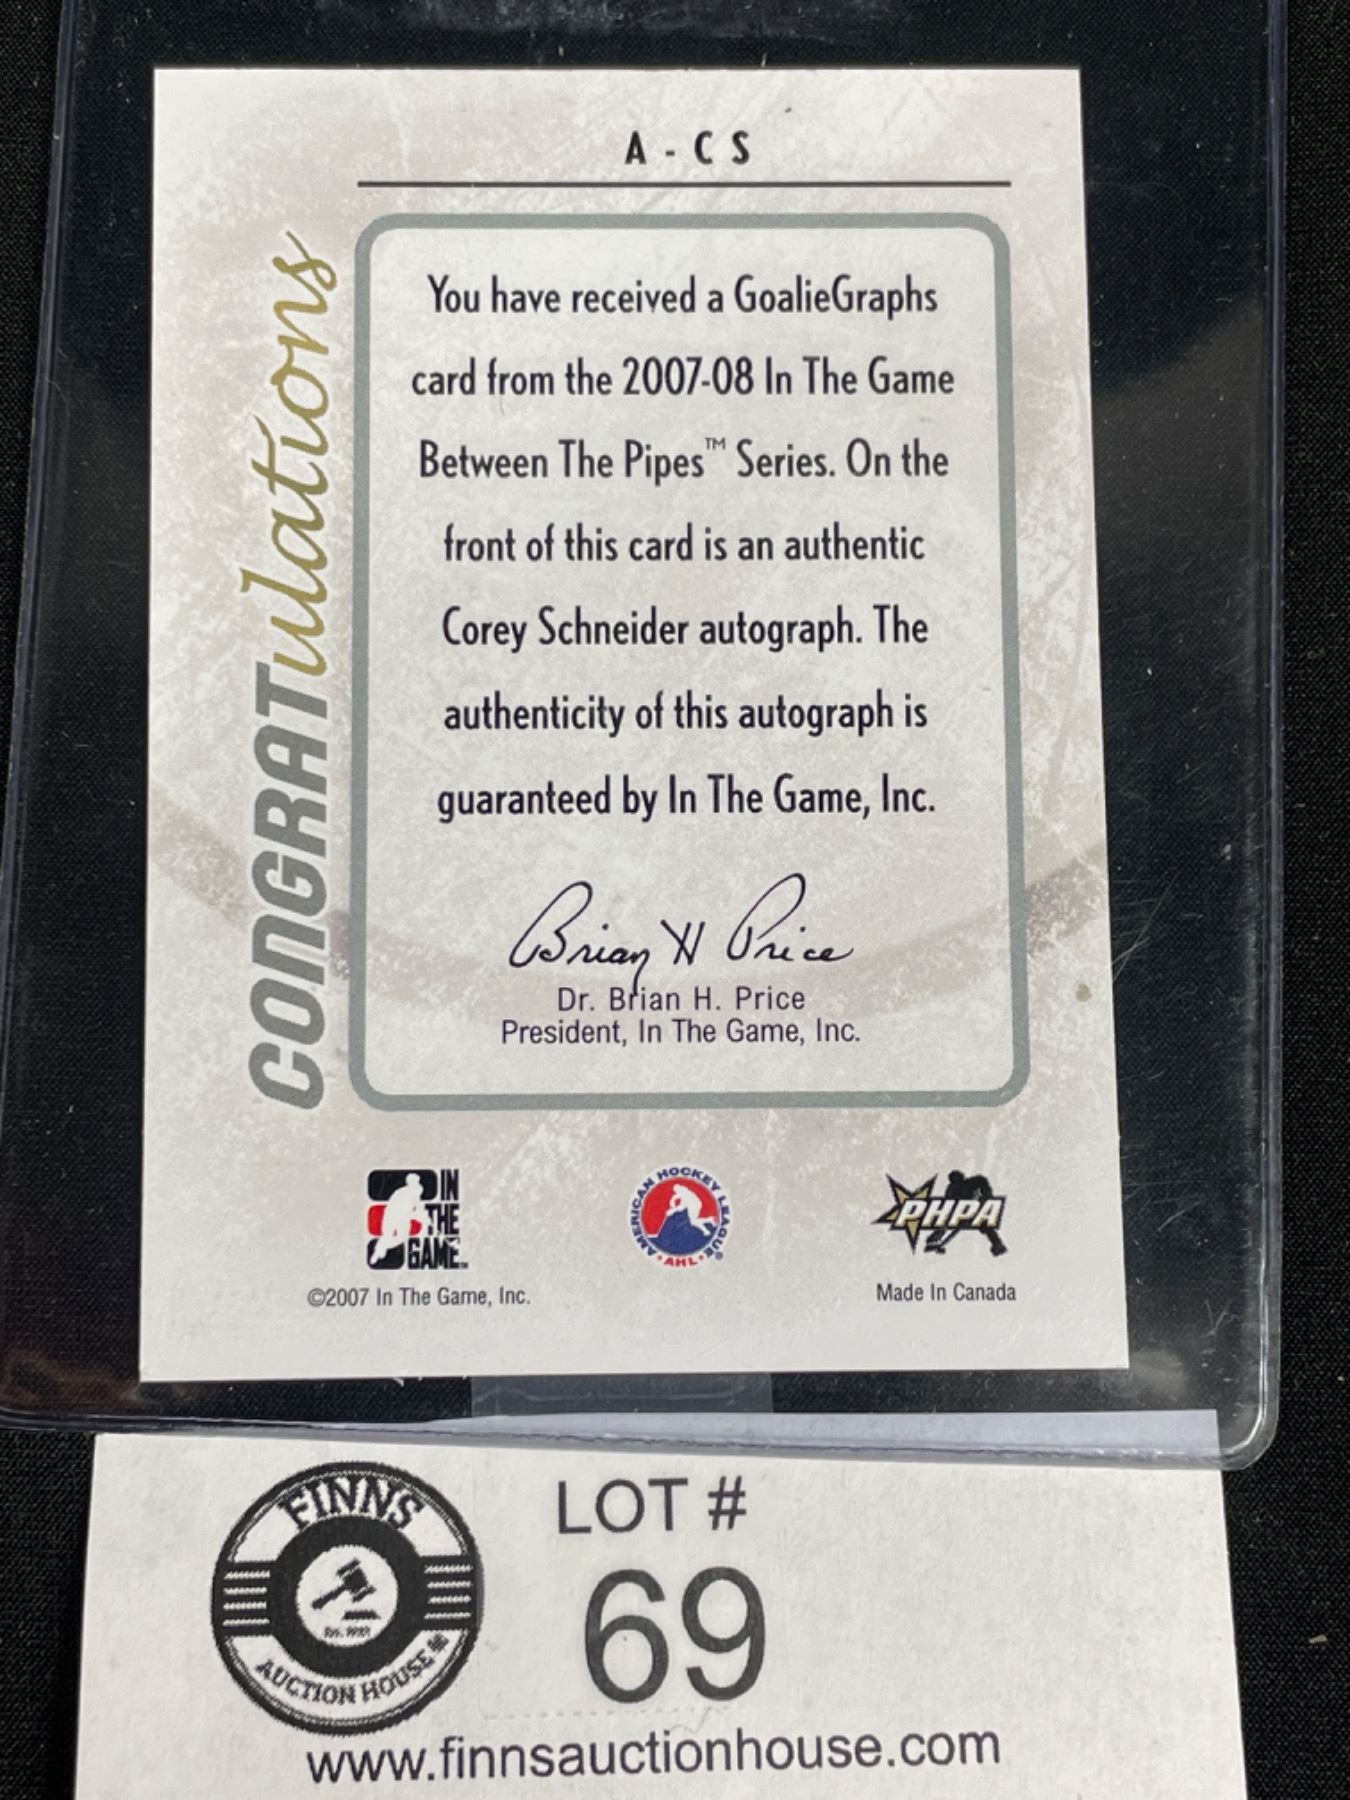 A - CS
CONGRATulations
You have received a GoalieGraphs
card from the 2007-08 In The Game
Between The Pipes™ Series. On the
front of this card is an authentic
Corey Schneider autograph. The
authenticity of this autograph is
guaranteed by In The Game, Inc.
Brian H Price
Dr. Brian H. Price
President, In The Game, Inc.
IN
THE
GAME™
AMERICAN HOCKEY LEAGUE®
AHL
PHPA
©2007 In The Game, Inc.
Made In Canada
FINNS
AUCTION HOUSE
LOT #
69
www.finnsauctionhouse.com